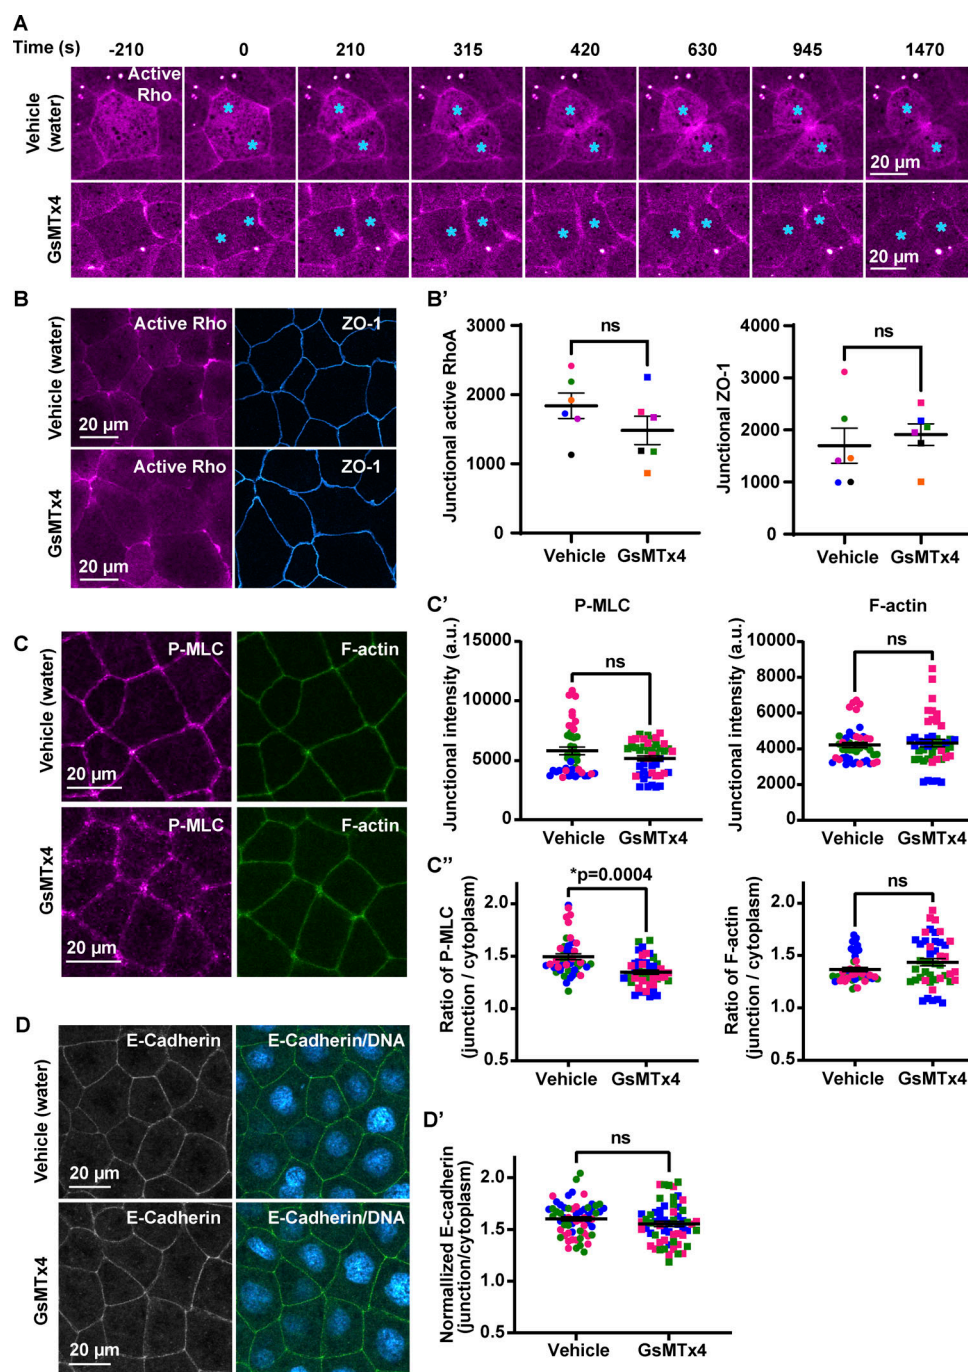 A
Time (s) -210 0 210 315 420 630 945 1470
Vehicle (water)
Active Rho
20 µm
GsMTx4
20 µm
B
Vehicle (water)
Active Rho
ZO-1
20 µm
GsMTx4
Active Rho
ZO-1
20 µm
B'
Junctional active RhoA
3000
2000
1000
0
ns
Vehicle GsMTx4
Junctional ZO-1
4000
3000
2000
1000
0
ns
Vehicle GsMTx4
C
Vehicle (water)
P-MLC
F-actin
20 µm
GsMTx4
P-MLC
F-actin
20 µm
C'
P-MLC
Junctional intensity (a.u.)
15000
10000
5000
0
ns
Vehicle GsMTx4
F-actin
Junctional intensity (a.u.)
10000
8000
6000
4000
2000
0
ns
Vehicle GsMTx4
C"
Ratio of P-MLC
(junction / cytoplasm)
2.0
1.5
1.0
0.5
*p=0.0004
Vehicle GsMTx4
Ratio of F-actin
(junction / cytoplasm)
2.0
1.5
1.0
0.5
ns
Vehicle GsMTx4
D
Vehicle (water)
E-Cadherin
E-Cadherin/DNA
20 µm
GsMTx4
E-Cadherin
E-Cadherin/DNA
20 µm
D'
Normallized E-cadherin
(junction/cytoplasm)
2.0
1.5
1.0
0.5
ns
Vehicle GsMTx4